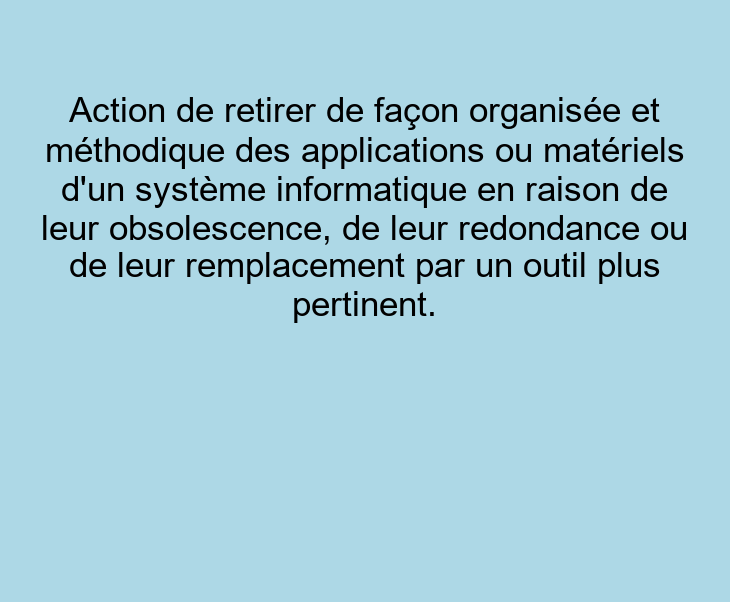 Action de retirer de façon organisée et
méthodique des applications ou matériels
d'un système informatique en raison de
leur obsolescence, de leur redondance ou
de leur remplacement par un outil plus
pertinent.